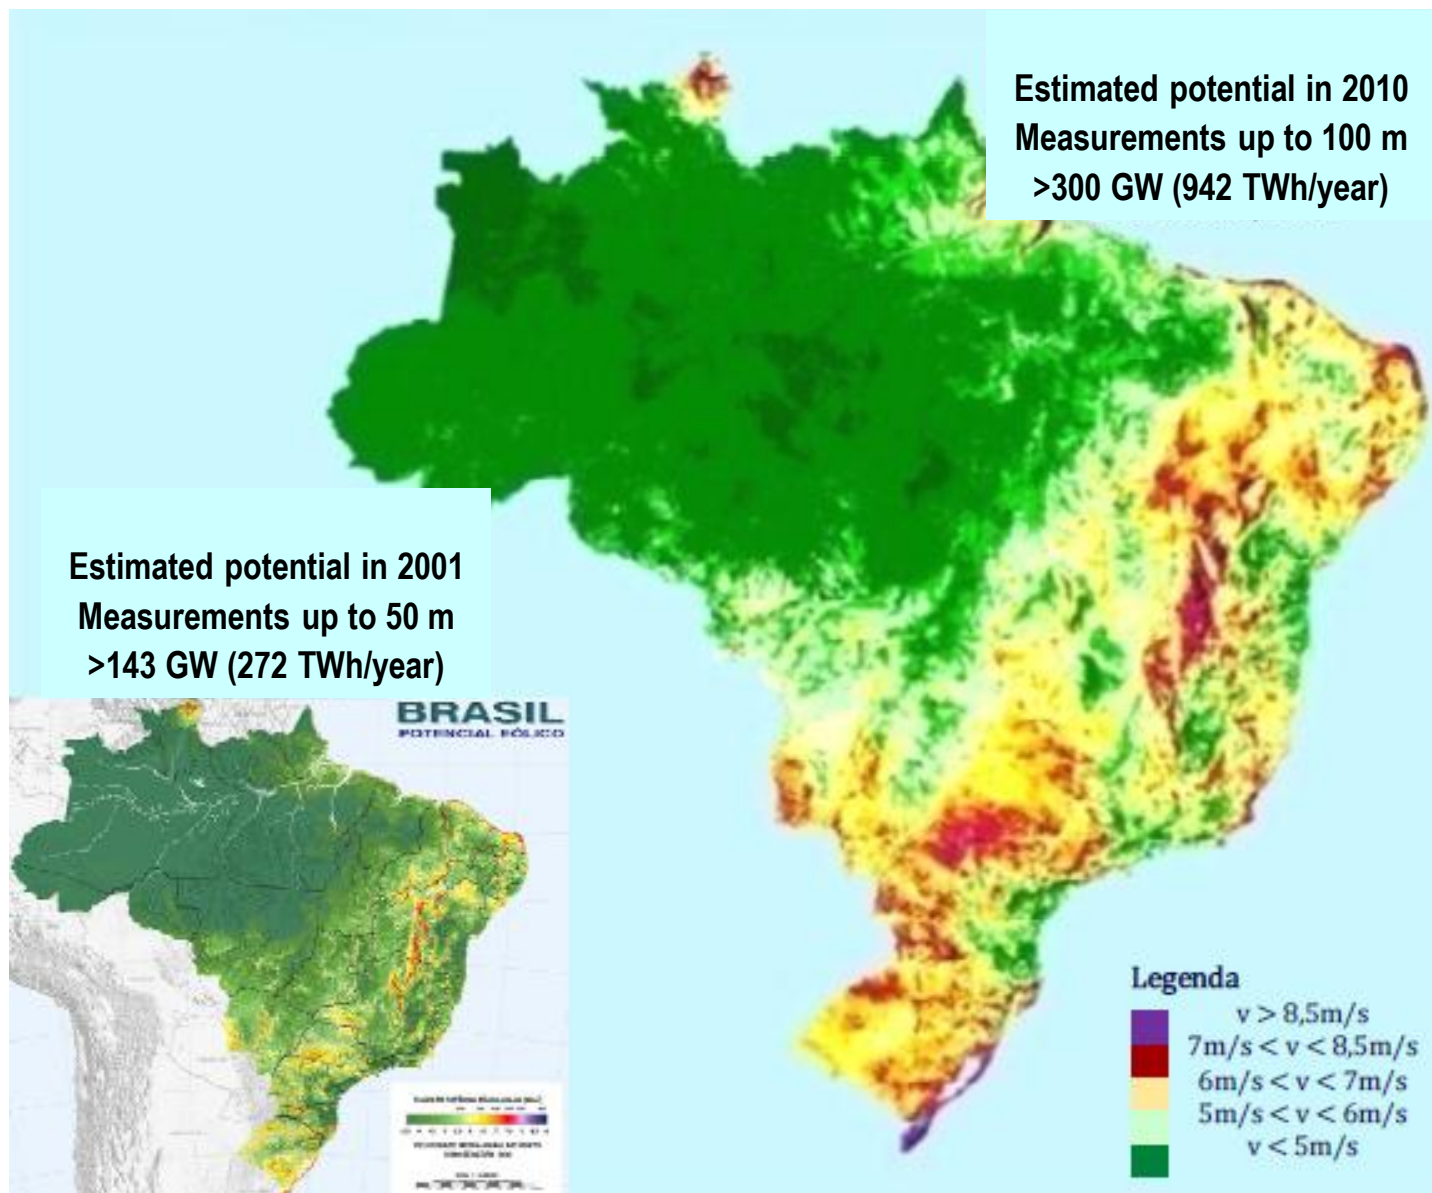 Estimated potential in 2010
Measurements up to 100 m
>300 GW (942 TWh/year)
Estimated potential in 2001
Measurements up to 50 m
>143 GW (272 TWh/year)
BRASIL
POTENCIAL EÓLICO
Legenda
v > 8,5m/s
7m/s < v < 8,5m/s
6m/s < v < 7m/s
5m/s < v < 6m/s
v < 5m/s